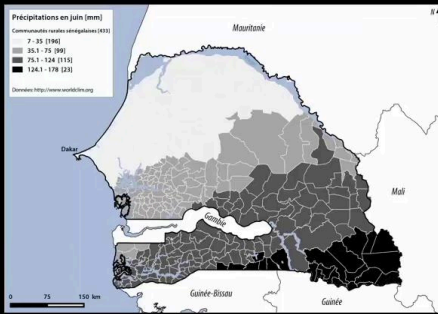 Précipitations en juin [mm]
Communautés rurales sénégalaises [433]
7 - 35 [196]
35.1 - 75 [99]
75.1 - 124 [115]
124.1 - 178 [23]
Données: http://www.worldclim.org
Mauritanie
N
Dakar
Mali
Gambie
Guinée-Bissau
Guinée
0 75 150 km